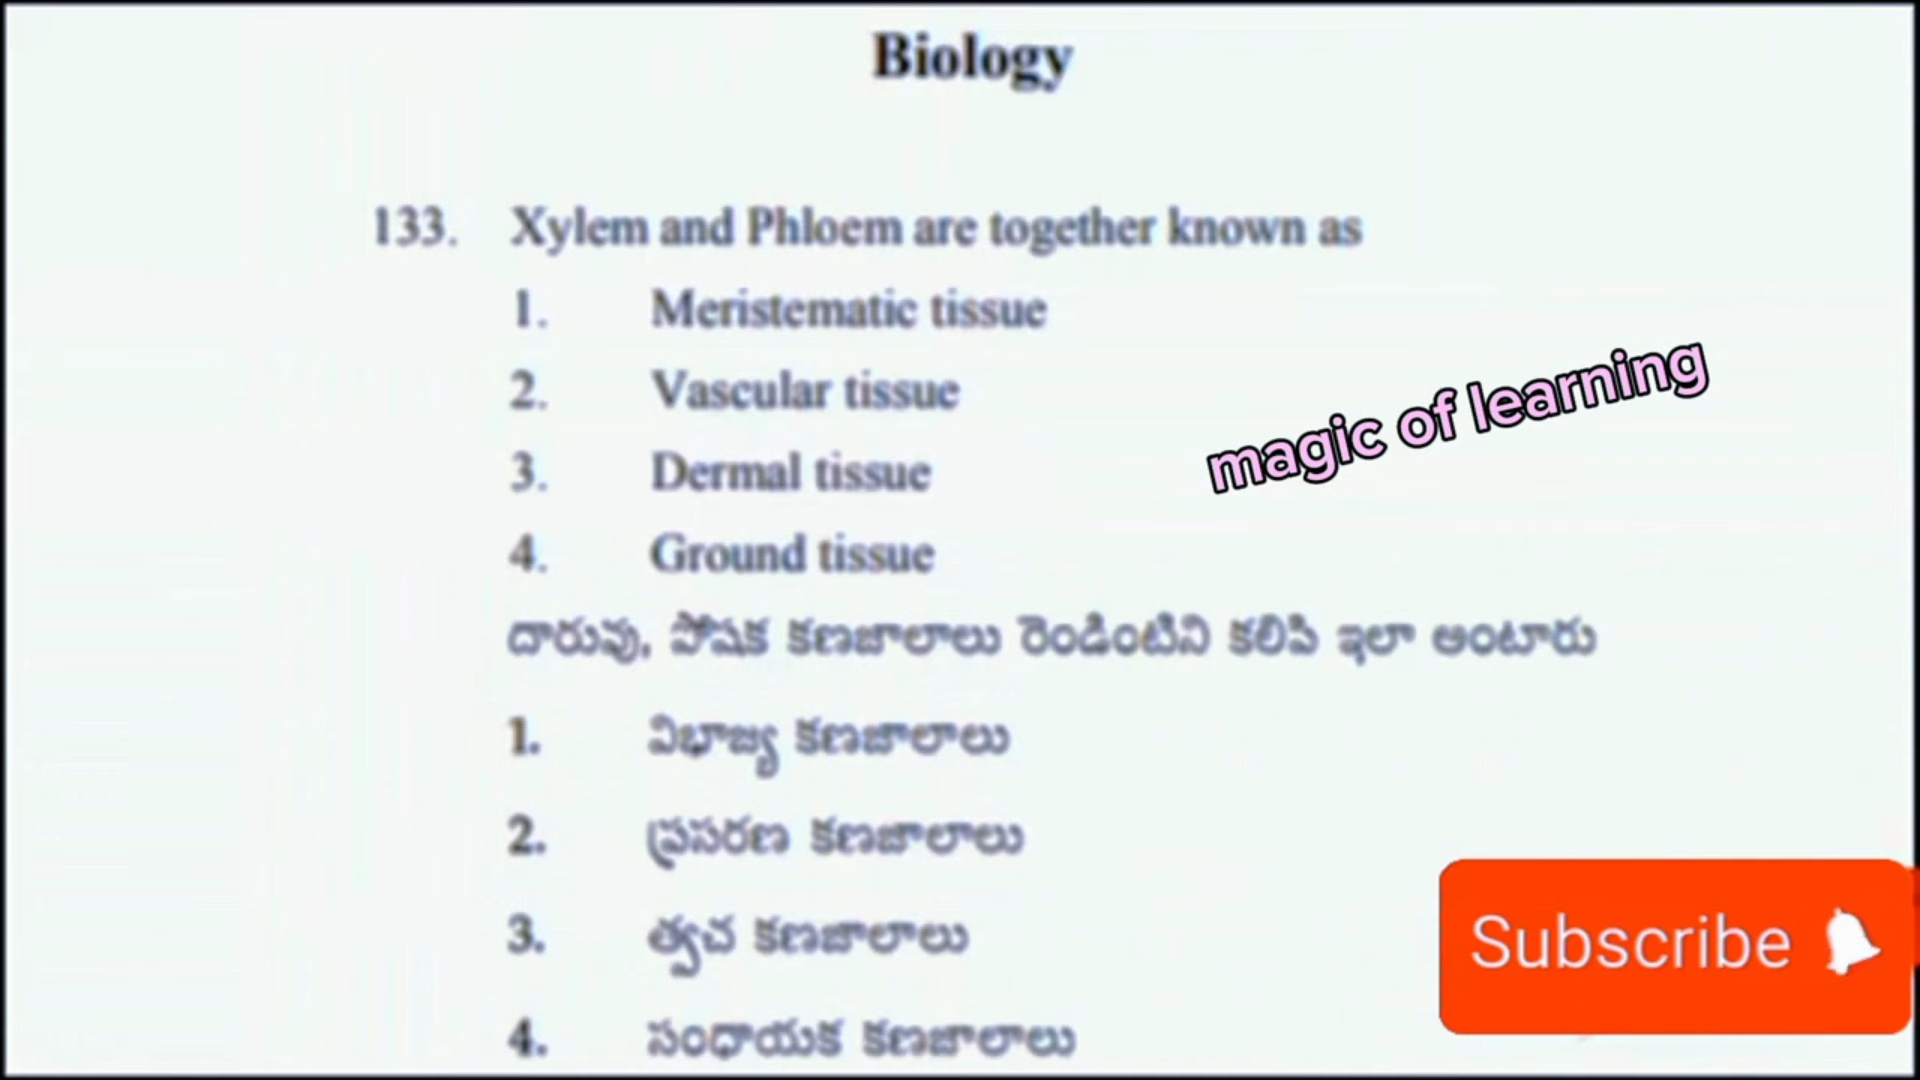 Biology
133. Xylem and Phloem are together known as
1. Meristematic tissue
2. Vascular tissue
magic of learning
3. Dermal tissue
4. Ground tissue
దారువు, పోషక కణజాలాలు రెండింటిని కలిపి ఇలా అంటారు
1. విభాజ్య కణజాలాలు
2. ప్రసరణ కణజాలాలు
3. త్వచ కణజాలాలు
Subscribe
4. సంధాయక కణజాలాలు